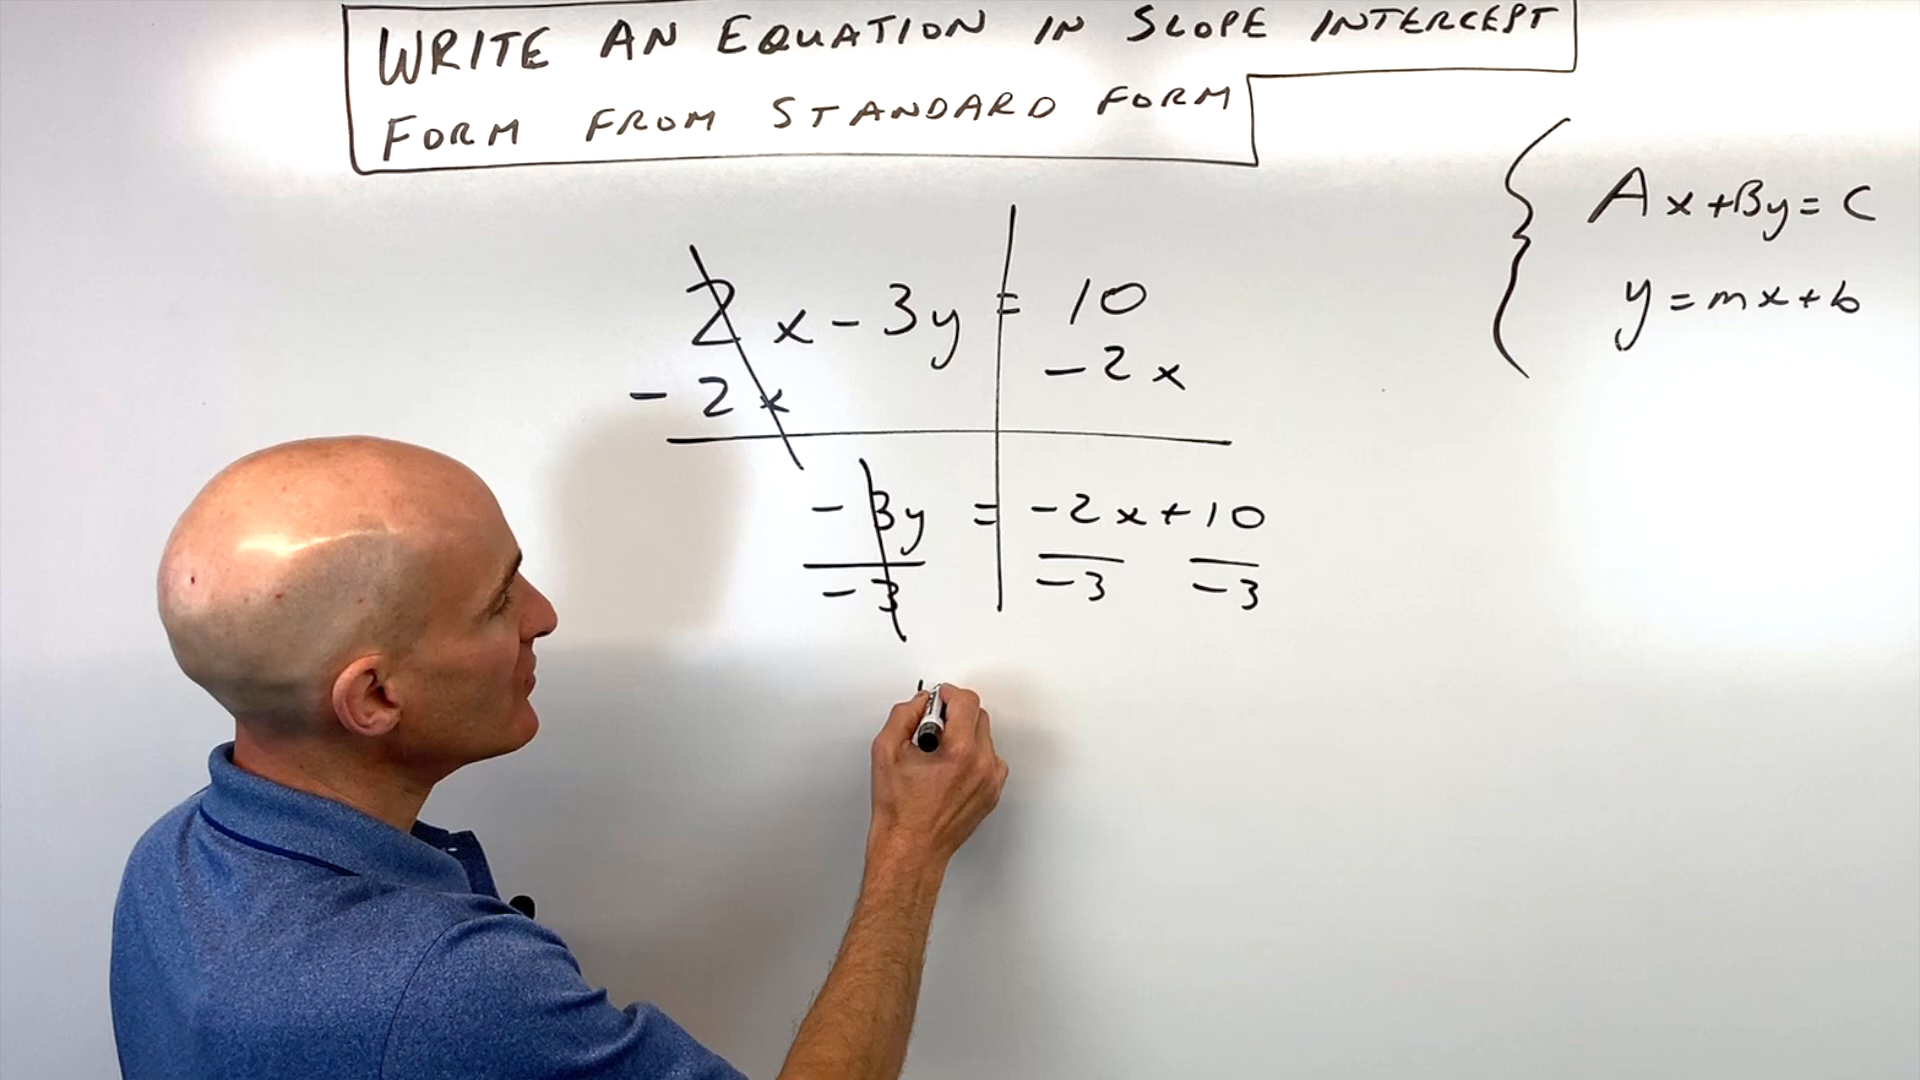 WRITE AN EQUATION IN SLOPE INTERCEPT
FORM FROM STANDARD FORM
Ax+By=C
y=mx+b
2x-3y=10
-2x -2x
-3y=-2x+10
-3 -3 -3